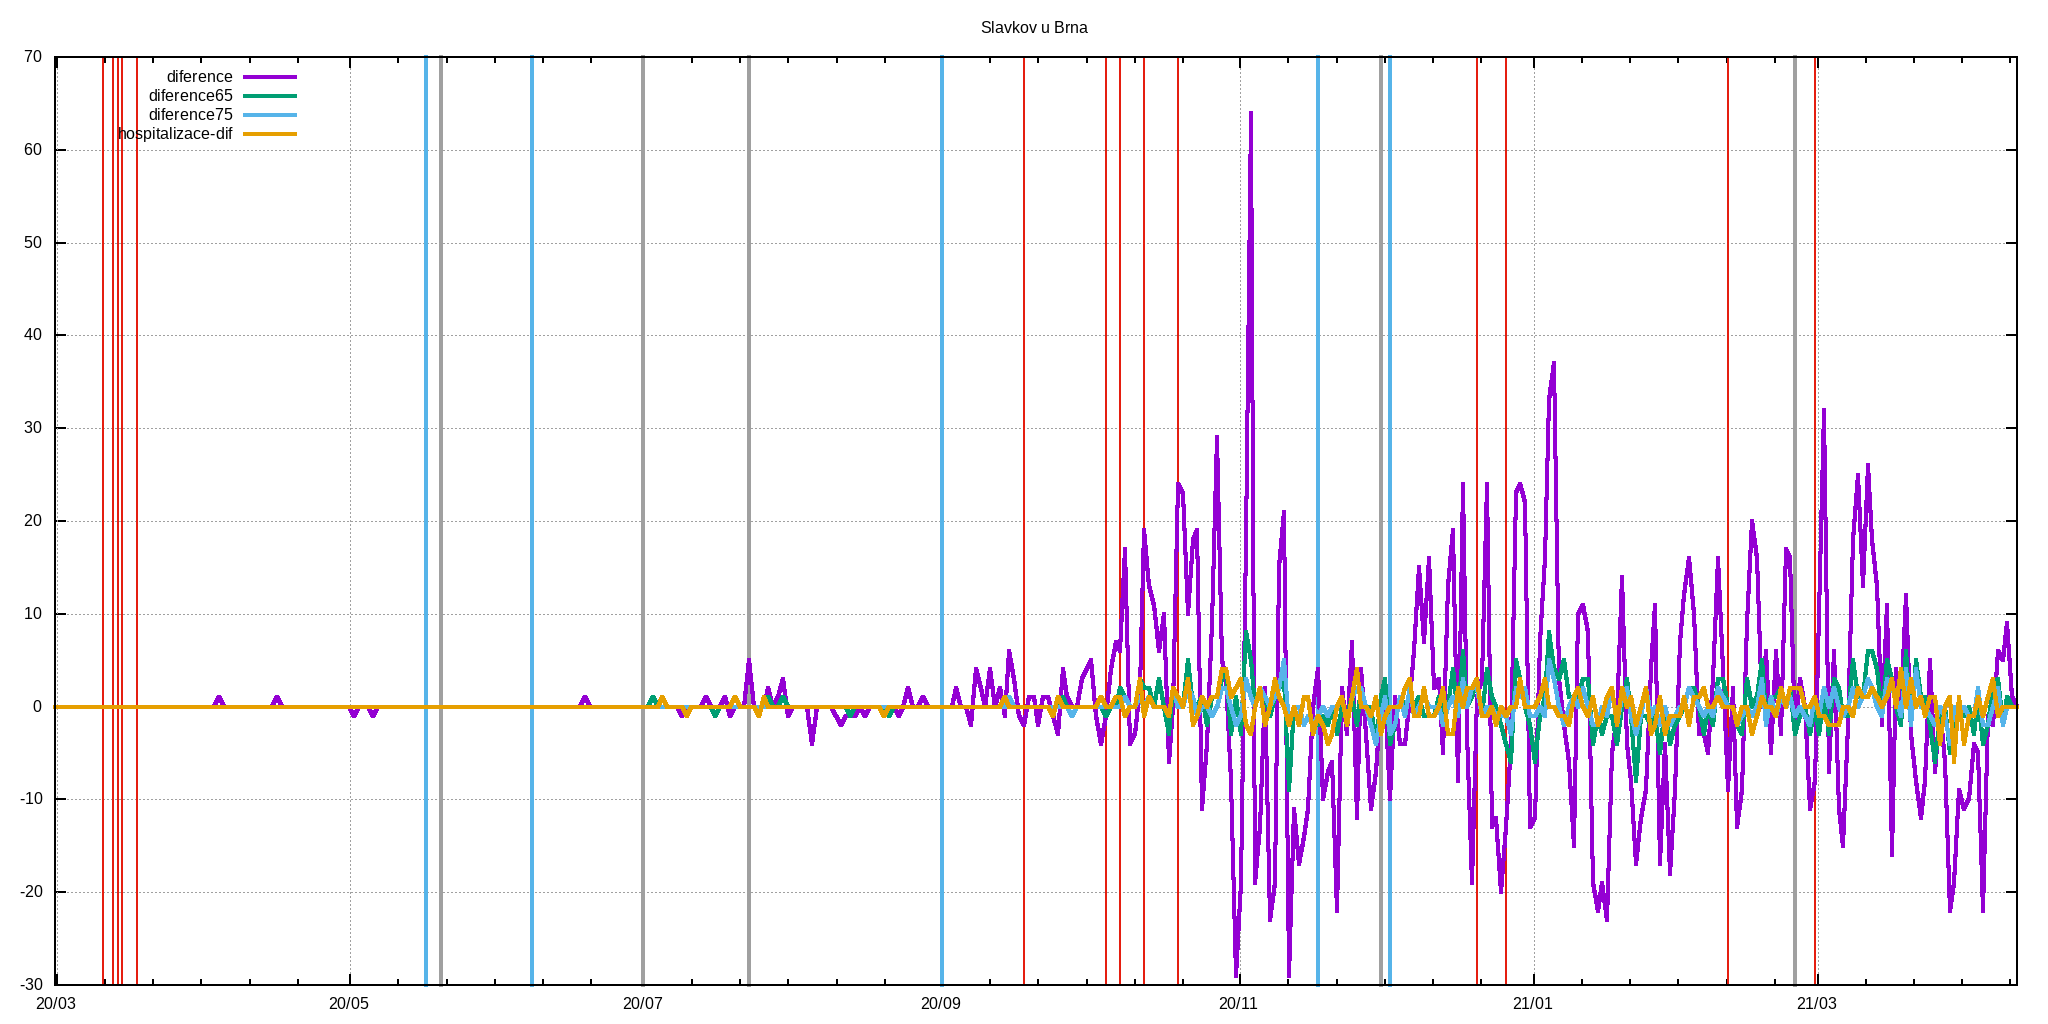 Slavkov u Brna
70
60
50
40
30
20
10
0
-10
-20
-30
diference
diference65
diference75
hospitalizace-dif
20/03 20/05 20/07 20/09 20/11 21/01 21/03